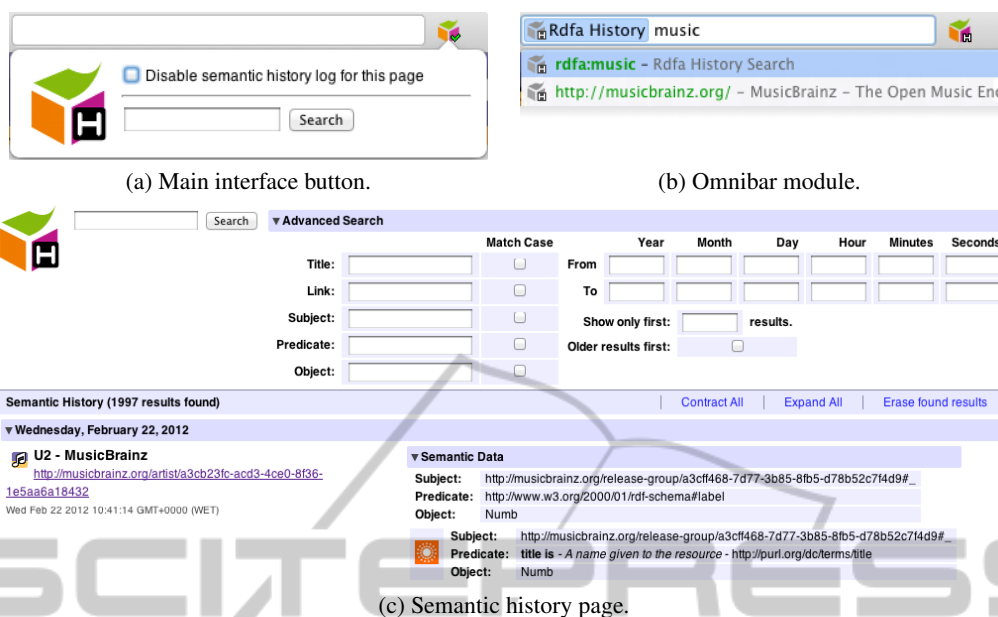 Disable semantic history log for this page
H
Search
(a) Main interface button.
Rdfa History music
H
rdfa:music – Rdfa History Search
http://musicbrainz.org/ – MusicBrainz – The Open Music Enc
(b) Omnibar module.
H
Search
▼Advanced Search
Match Case Year Month Day Hour Minutes Seconds
Title: From
Link: To
Subject: Show only first: results.
Predicate: Older results first:
Object:
Semantic History (1997 results found) | Contract All | Expand All | Erase found results
▼Wednesday, February 22, 2012
U2 - MusicBrainz
http://musicbrainz.org/artist/a3cb23fc-acd3-4ce0-8f36-
1e5aa6a18432
Wed Feb 22 2012 10:41:14 GMT+0000 (WET)
▼Semantic Data
Subject: http://musicbrainz.org/release-group/a3cff468-7d77-3b85-8fb5-d78b52c7f4d9#_
Predicate: http://www.w3.org/2000/01/rdf-schema#label
Object: Numb
Subject: http://musicbrainz.org/release-group/a3cff468-7d77-3b85-8fb5-d78b52c7f4d9#_
Predicate: title is - A name given to the resource - http://purl.org/dc/terms/title
Object: Numb
SCITEPRESS
(c) Semantic history page.